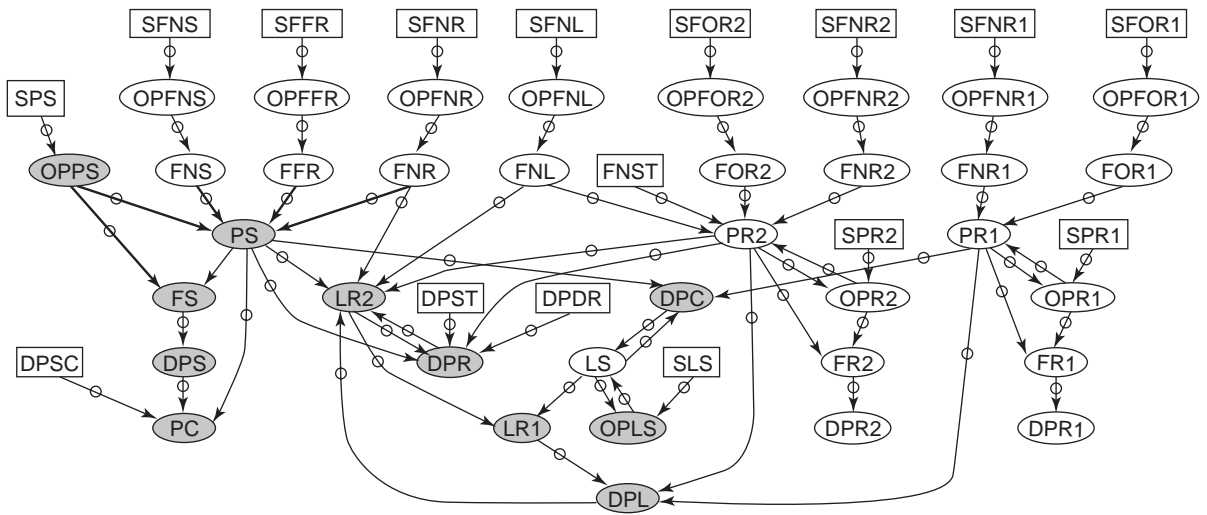 SFNS SFFR SFNR SFNL SFOR2 SFNR2 SFNR1 SFOR1
SPS OPFNS OPFFR OPFNR OPFNL OPFOR2 OPFNR2 OPFNR1 OPFOR1
OPPS FNS FFR FNR FNL FNST FOR2 FNR2 FNR1 FOR1
PS PR2 SPR2 PR1 SPR1
FS LR2 DPST DPDR DPC OPR2 OPR1
DPSC DPS DPR LS SLS FR2 FR1
PC LR1 OPLS DPR2 DPR1
DPL